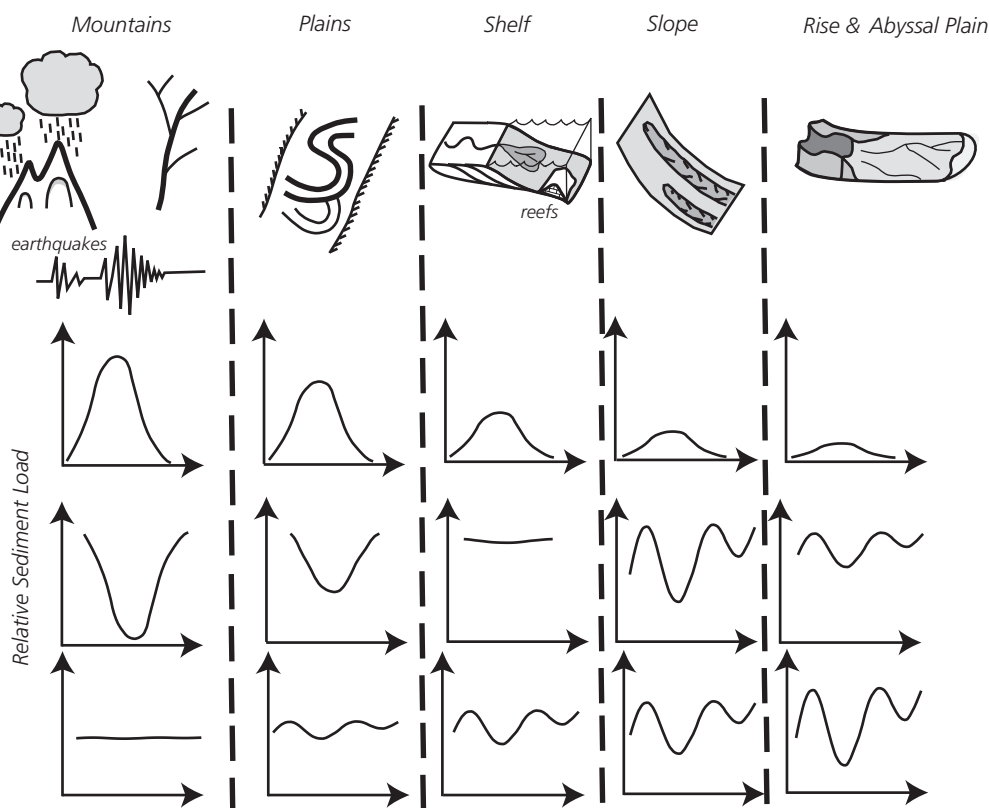 Mountains
Plains
Shelf
Slope
Rise & Abyssal Plain
reefs
earthquakes
Relative Sediment Load